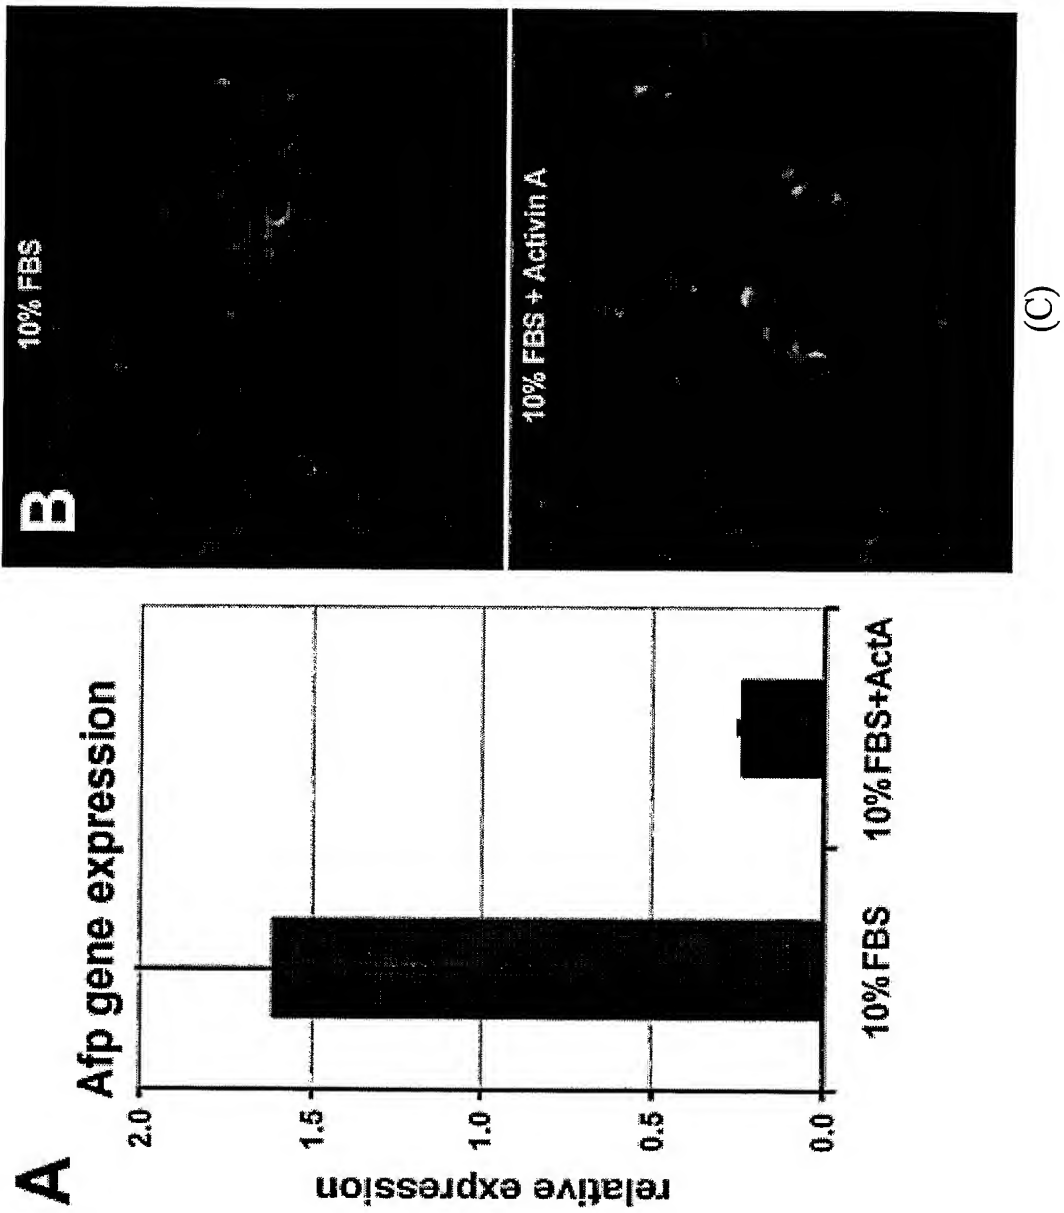 A
Afp gene expression
relative expression
2.0
1.5
1.0
0.5
0.0
10%FBS
10%FBS+ActA
B
10% FBS
10% FBS + Activin A
(C)